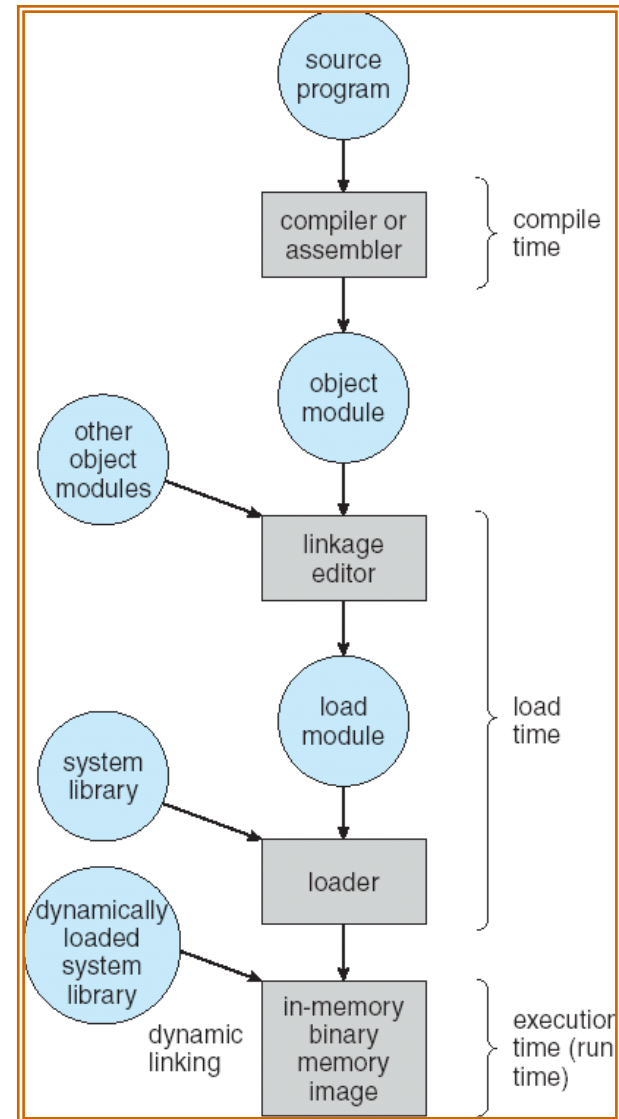 source
program
compiler or
assembler
compile
time
object
module
other
object
modules
linkage
editor
load
module
load
time
system
library
loader
dynamically
loaded
system
library
dynamic
linking
in-memory
binary
memory
image
execution
time (run
time)